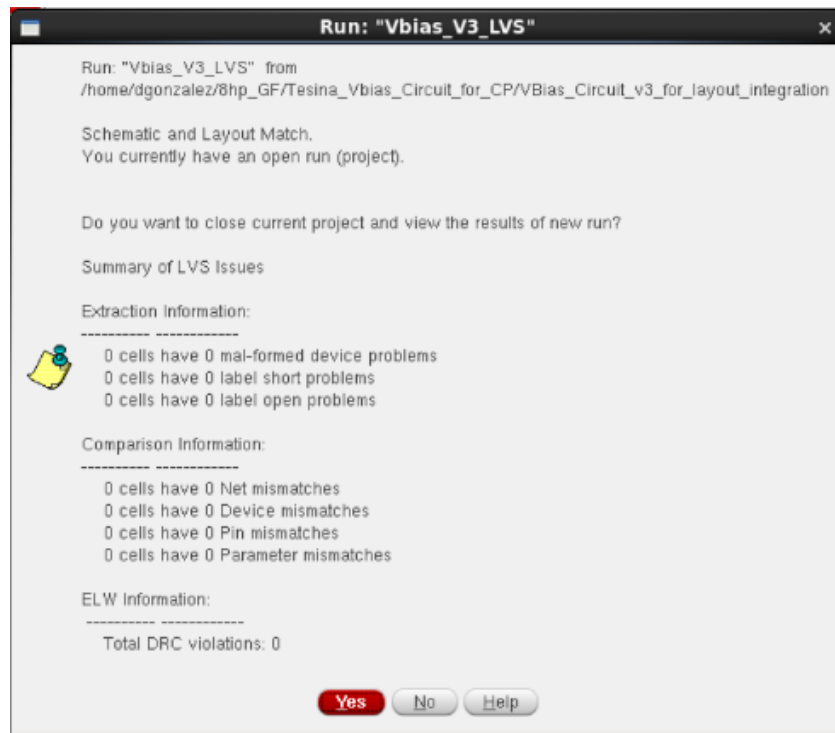 Run: "Vbias_V3_LVS"
Run: "Vbias_V3_LVS" from
/home/dgonzalez/8hp_GF/Tesina_Vbias_Circuit_for_CP/VBias_Circuit_v3_for_layout_integration
Schematic and Layout Match.
You currently have an open run (project).
Do you want to close current project and view the results of new run?
Summary of LVS Issues
Extraction Information:
---------- ------------
0 cells have 0 mal-formed device problems
0 cells have 0 label short problems
0 cells have 0 label open problems
Comparison Information:
---------- ------------
0 cells have 0 Net mismatches
0 cells have 0 Device mismatches
0 cells have 0 Pin mismatches
0 cells have 0 Parameter mismatches
ELW Information:
---------- ------------
Total DRC violations: 0
Yes No Help